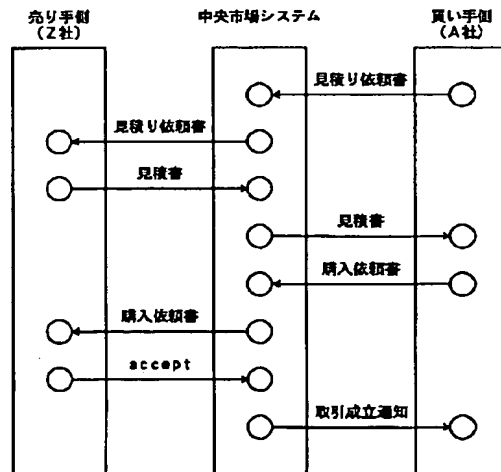 売り手側
(Z社)
中央市場システム
買い手側
(A社)
見積り依頼書
見積り依頼書
見積書
見積書
購入依頼書
購入依頼書
accept
取引成立通知